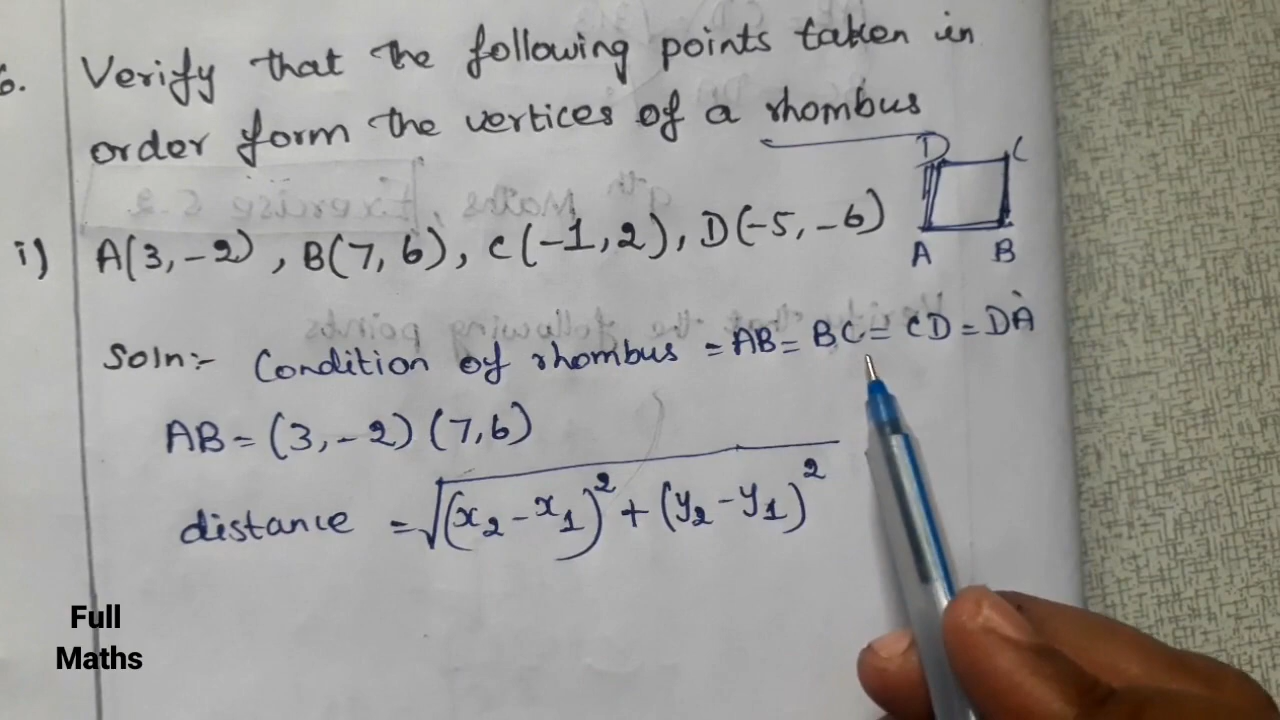 6. Verify that the following points taken in
order form the vertices of a rhombus
D C
i) A(3,-2), B(7,6), C(-1,2), D(-5,-6)
A B
Soln:- Condition of rhombus = AB = BC = CD = DA
AB = (3,-2) (7,6)
distance = √(x₂-x₁)² + (y₂-y₁)²
Full
Maths